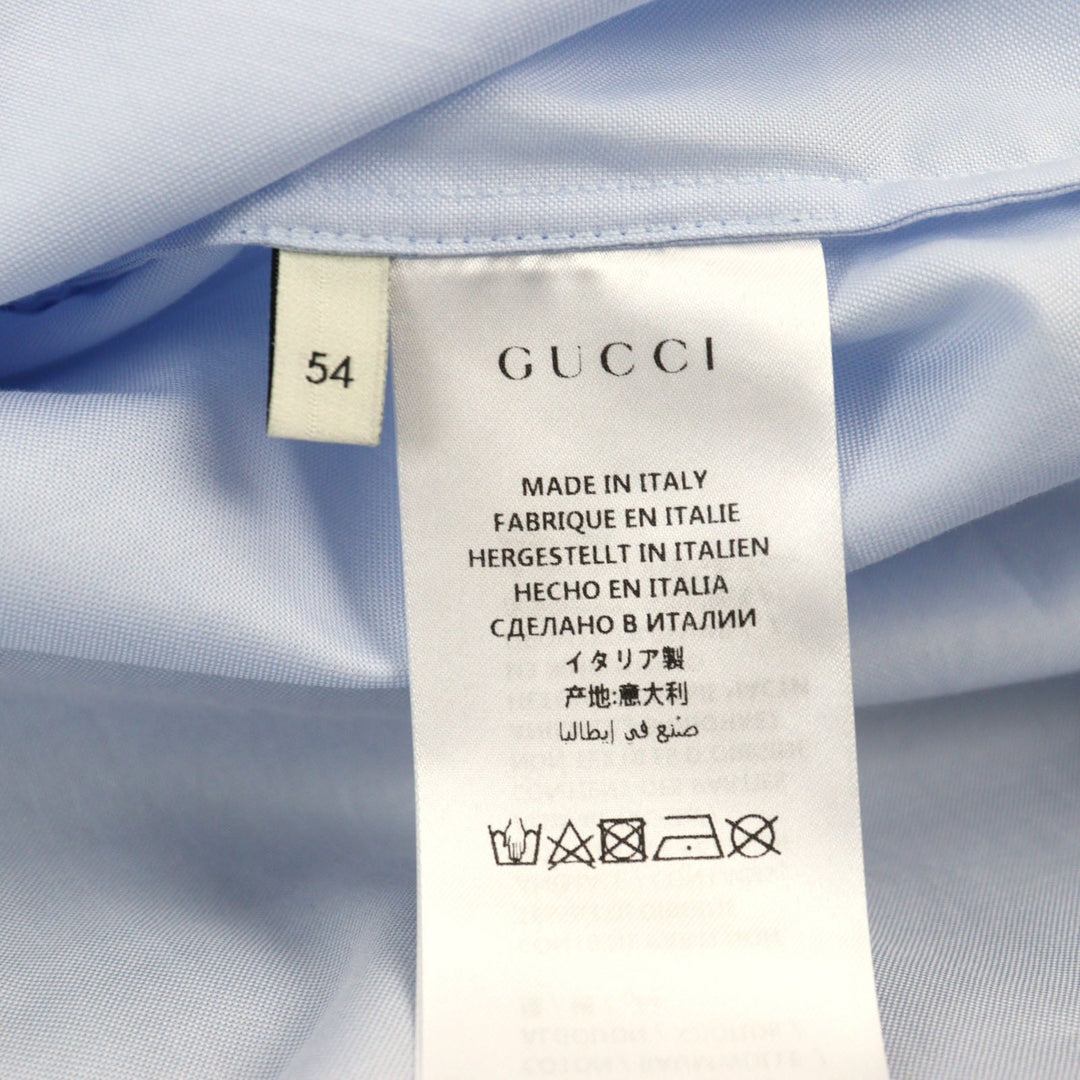 54
GUCCI
MADE IN ITALY
FABRIQUE EN ITALIE
HERGESTELLT IN ITALIEN
HECHO EN ITALIA
СДЕЛАНО В ИТАЛИИ
イタリア製
产地:意大利
صنع في إيطاليا